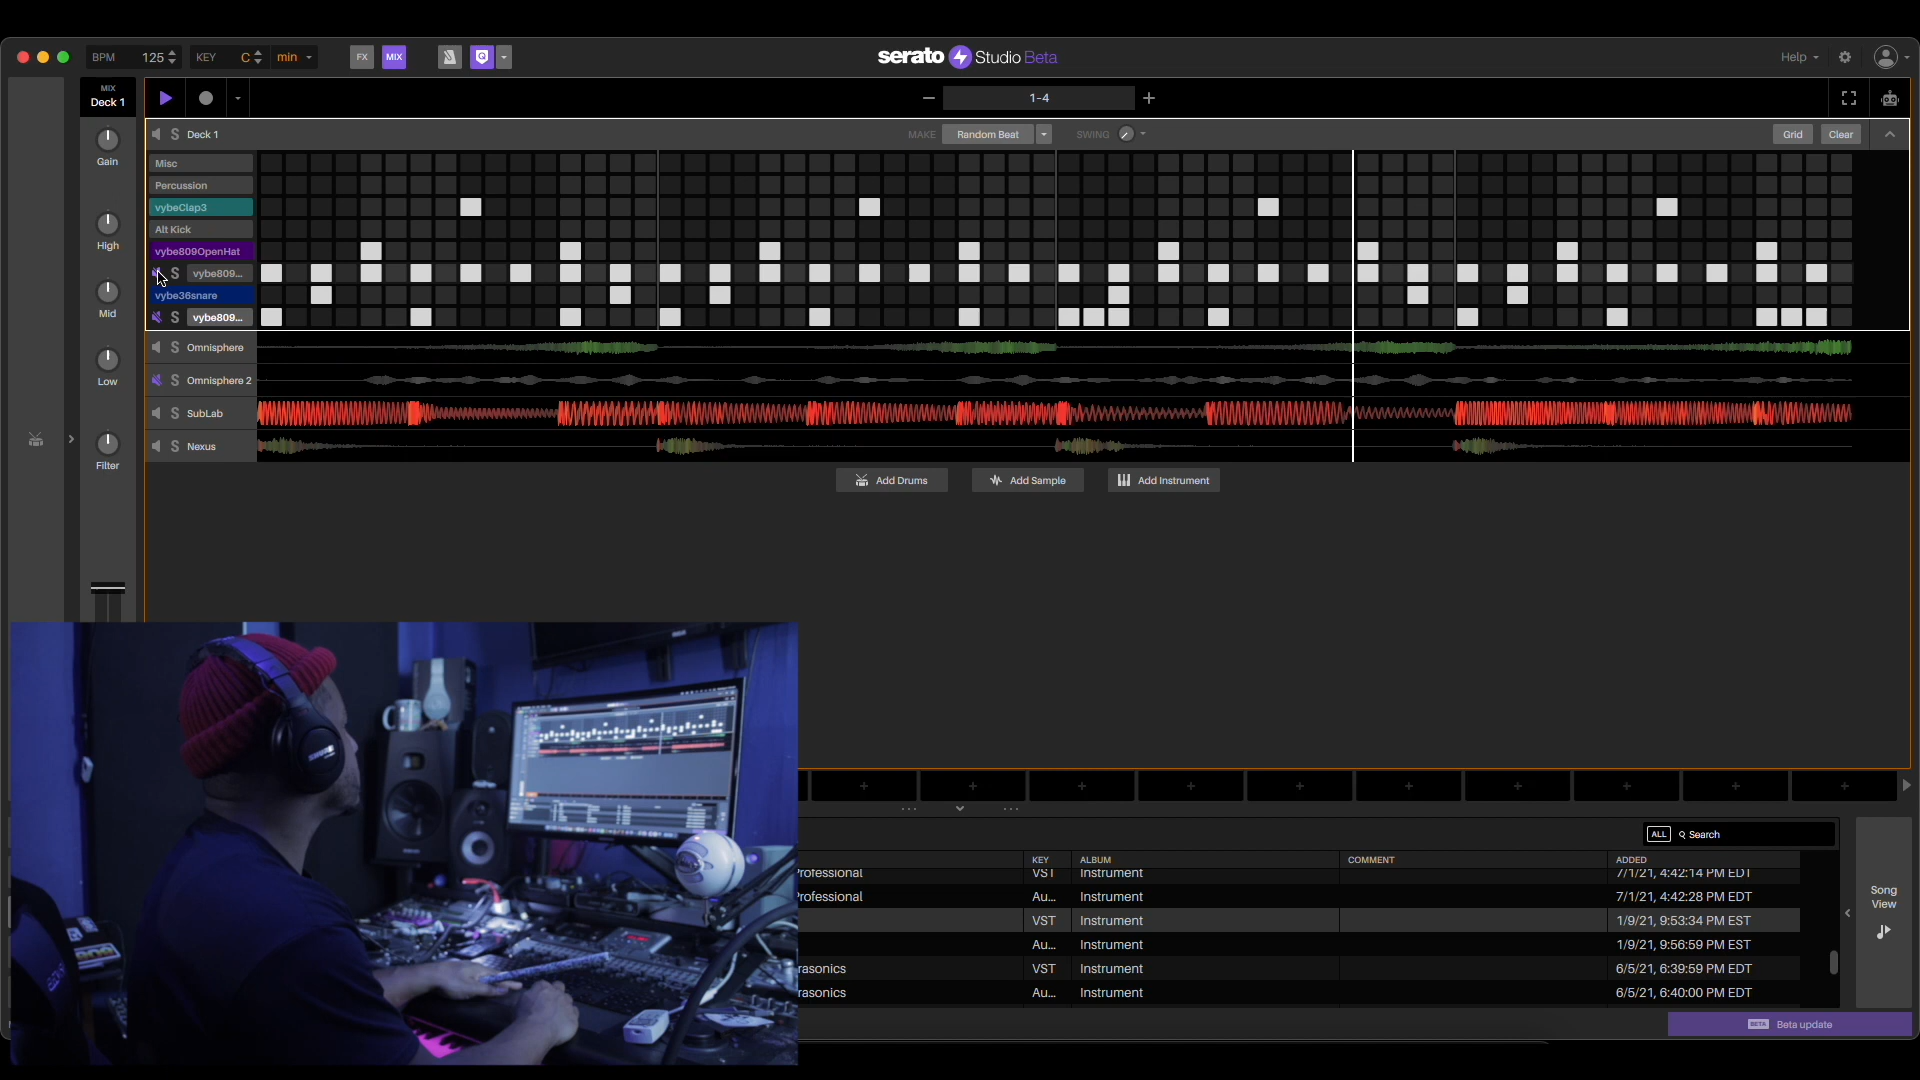 BPM 125 KEY C min FX MIX serato Studio Beta Help
MIX
Deck 1
1-4
Deck 1 MAKE Random Beat SWING Grid Clear
Gain
High
Mid
Low
Filter
Misc
Percussion
vybeClap3
Alt Kick
vybe809OpenHat
S vybe809...
vybe36snare
S vybe809...
S Omnisphere
S Omnisphere 2
S SubLab
S Nexus
Add Drums Add Sample Add Instrument
ALL Search
KEY ALBUM COMMENT ADDED
Professional VST Instrument 7/1/21, 4:42:14 PM EDT
Professional Au... Instrument 7/1/21, 4:42:28 PM EDT
VST Instrument 1/9/21, 9:53:34 PM EST
Au... Instrument 1/9/21, 9:56:59 PM EST
rasonics VST Instrument 6/5/21, 6:39:59 PM EDT
rasonics Au... Instrument 6/5/21, 6:40:00 PM EDT
Song
View
BETA Beta update
SHURE